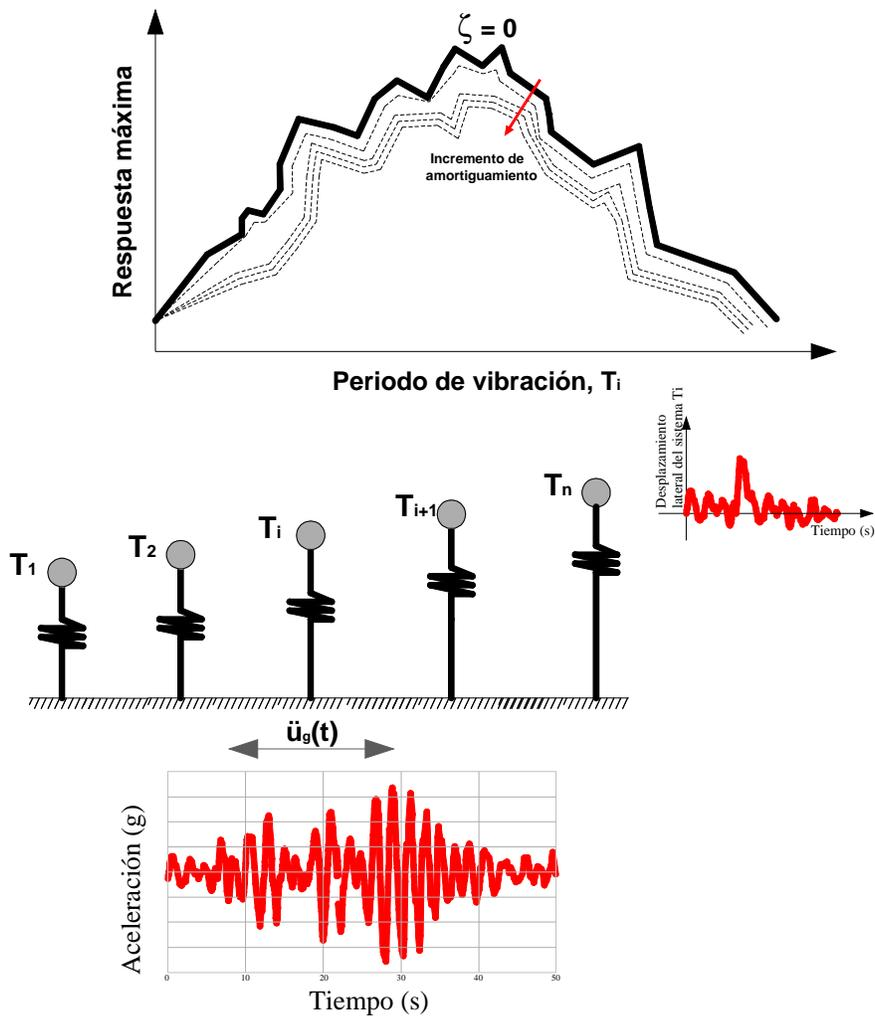 ζ = 0
Respuesta máxima
Incremento de
amortiguamiento
Periodo de vibración, Ti
Desplazamiento
lateral del sistema Ti
Tiempo (s)
T1
T2
Ti
Ti+1
Tn
üg(t)
Aceleración (g)
0 10 20 30 40 50
Tiempo (s)